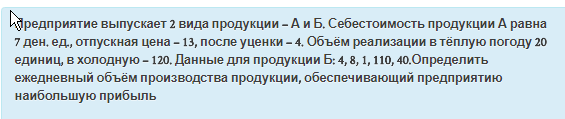 Предприятие выпускает 2 вида продукции – А и Б. Себестоимость продукции А равна
7 ден. ед., отпускная цена – 13, после уценки – 4. Объём реализации в тёплую погоду 20
единиц, в холодную – 120. Данные для продукции Б: 4, 8, 1, 110, 40.Определить
ежедневный объём производства продукции, обеспечивающий предприятию
наибольшую прибыль